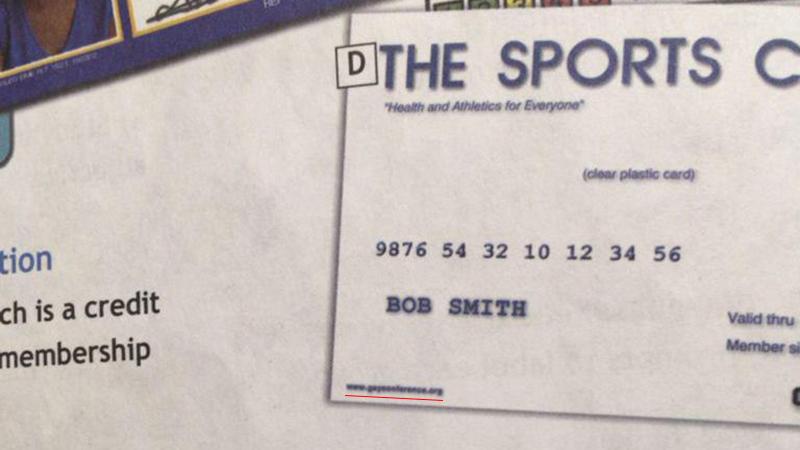 D
THE SPORTS C
"Health and Athletics for Everyone"
(clear plastic card)
9876 54 32 10 12 34 56
BOB SMITH
Valid thru
Member si
www.gayconference.org
tion
ch is a credit
membership